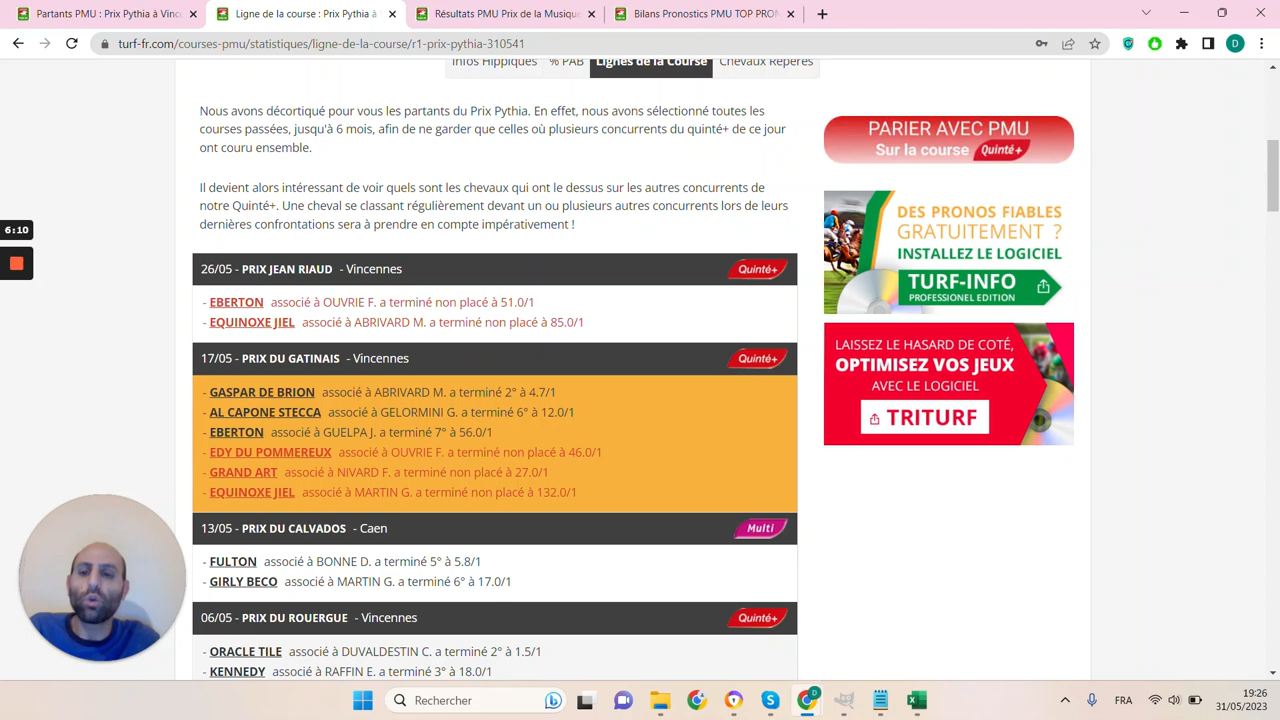 Partants PMU : Prix Pythia à Vinc
Ligne de la course : Prix Pythia à
Résultats PMU Prix de la Musique
Bilans Pronostics PMU TOP PRON
turf-fr.com/courses-pmu/statistiques/ligne-de-la-course/r1-prix-pythia-310541
D
Infos Hippiques
% PAB
Lignes de la Course
Chevaux Repérés
Nous avons décortiqué pour vous les partants du Prix Pythia. En effet, nous avons sélectionné toutes les
courses passées, jusqu'à 6 mois, afin de ne garder que celles où plusieurs concurrents du quinté+ de ce jour
ont couru ensemble.
Il devient alors intéressant de voir quels sont les chevaux qui ont le dessus sur les autres concurrents de
notre Quinté+. Une cheval se classant régulièrement devant un ou plusieurs autres concurrents lors de leurs
dernières confrontations sera à prendre en compte impérativement !
6:10
26/05 - PRIX JEAN RIAUD - Vincennes
Quinté+
- EBERTON associé à OUVRIE F. a terminé non placé à 51.0/1
- EQUINOXE JIEL associé à ABRIVARD M. a terminé non placé à 85.0/1
17/05 - PRIX DU GATINAIS - Vincennes
Quinté+
- GASPAR DE BRION associé à ABRIVARD M. a terminé 2° à 4.7/1
- AL CAPONE STECCA associé à GELORMINI G. a terminé 6° à 12.0/1
- EBERTON associé à GUELPA J. a terminé 7° à 56.0/1
- EDY DU POMMEREUX associé à OUVRIE F. a terminé non placé à 46.0/1
- GRAND ART associé à NIVARD F. a terminé non placé à 27.0/1
- EQUINOXE JIEL associé à MARTIN G. a terminé non placé à 132.0/1
13/05 - PRIX DU CALVADOS - Caen
Multi
- FULTON associé à BONNE D. a terminé 5° à 5.8/1
- GIRLY BECO associé à MARTIN G. a terminé 6° à 17.0/1
06/05 - PRIX DU ROUERGUE - Vincennes
Quinté+
- ORACLE TILE associé à DUVALDESTIN C. a terminé 2° à 1.5/1
- KENNEDY associé à RAFFIN E. a terminé 3° à 18.0/1
PARIER AVEC PMU
Sur la course Quinté+
DES PRONOS FIABLES
GRATUITEMENT ?
INSTALLEZ LE LOGICIEL
TURF-INFO
PROFESSIONEL EDITION
LAISSEZ LE HASARD DE COTÉ,
OPTIMISEZ VOS JEUX
AVEC LE LOGICIEL
TRITURF
Rechercher
D
FRA
19:26
31/05/2023